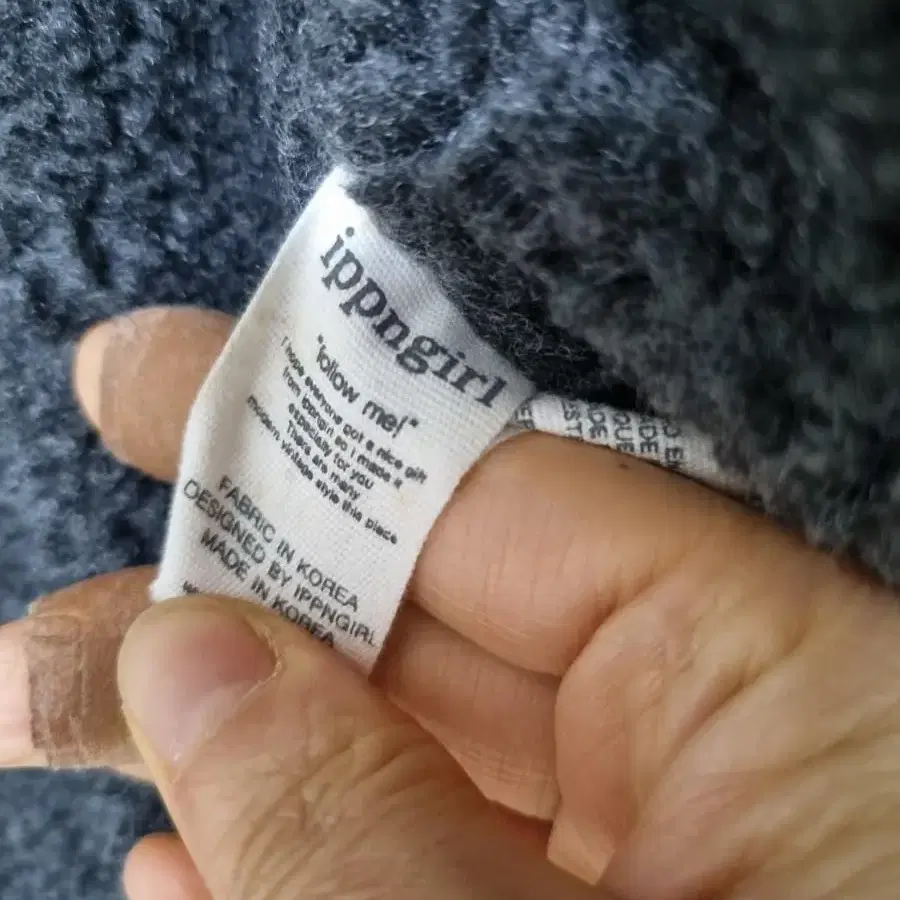 ippngirl
"follow me!"
I hope everyone got a nice gift
from ippngirl so I made it
especially for you
There are many
modern vintage style this piece
FABRIC IN KOREA
DESIGNED BY IPPNGIRL
MADE IN KOREA